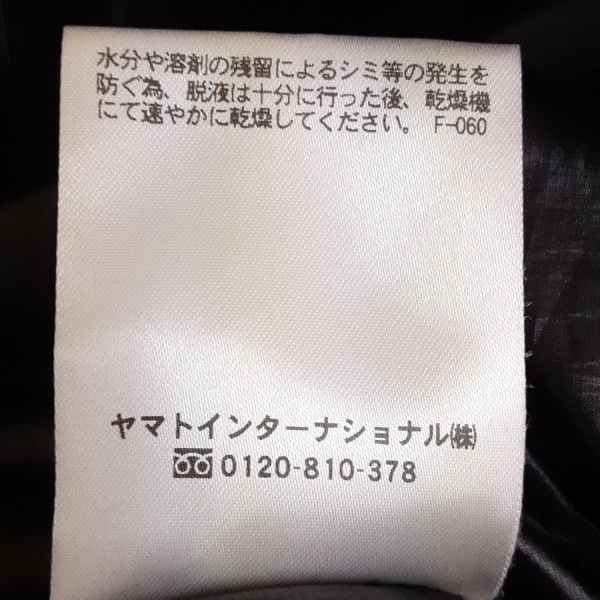 水分や溶剤の残留によるシミ等の発生を
防ぐ為、脱液は十分に行った後、乾燥機
にて速やかに乾燥してください。 F-060
ヤマトインターナショナル㈱
0120-810-378